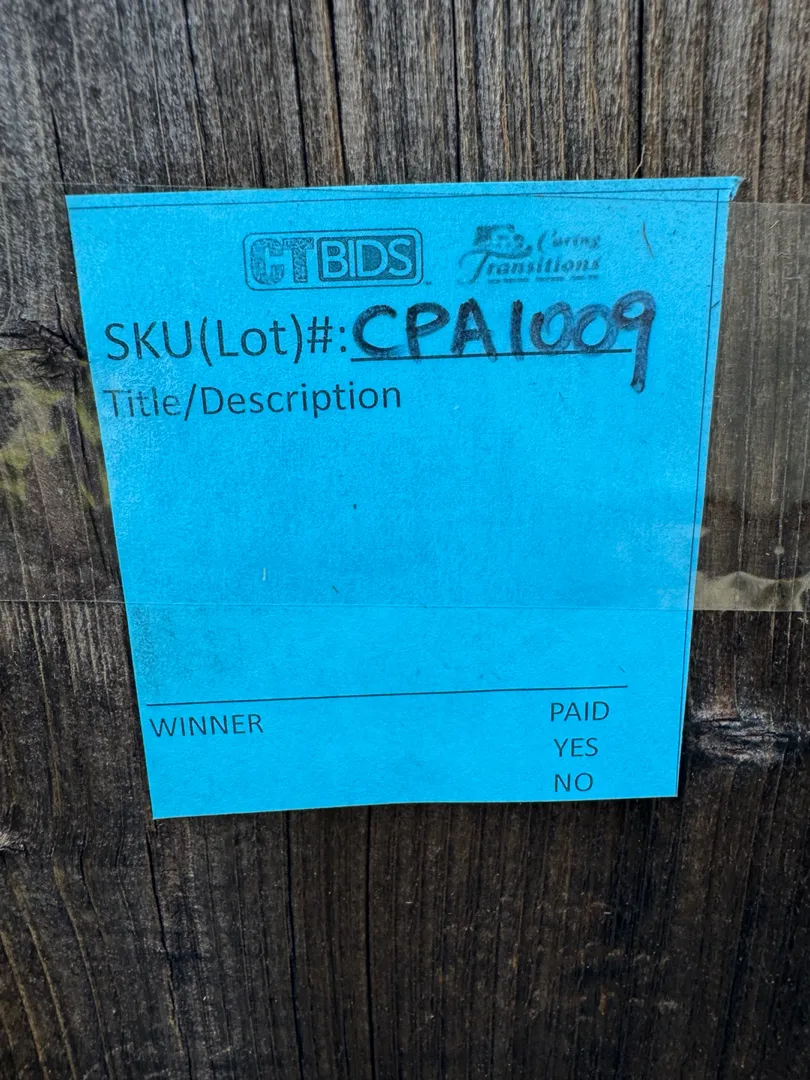 CTBIDS
Caring
Transitions
SKU(Lot)#: CPA1009
Title/Description
WINNER
PAID
YES
NO